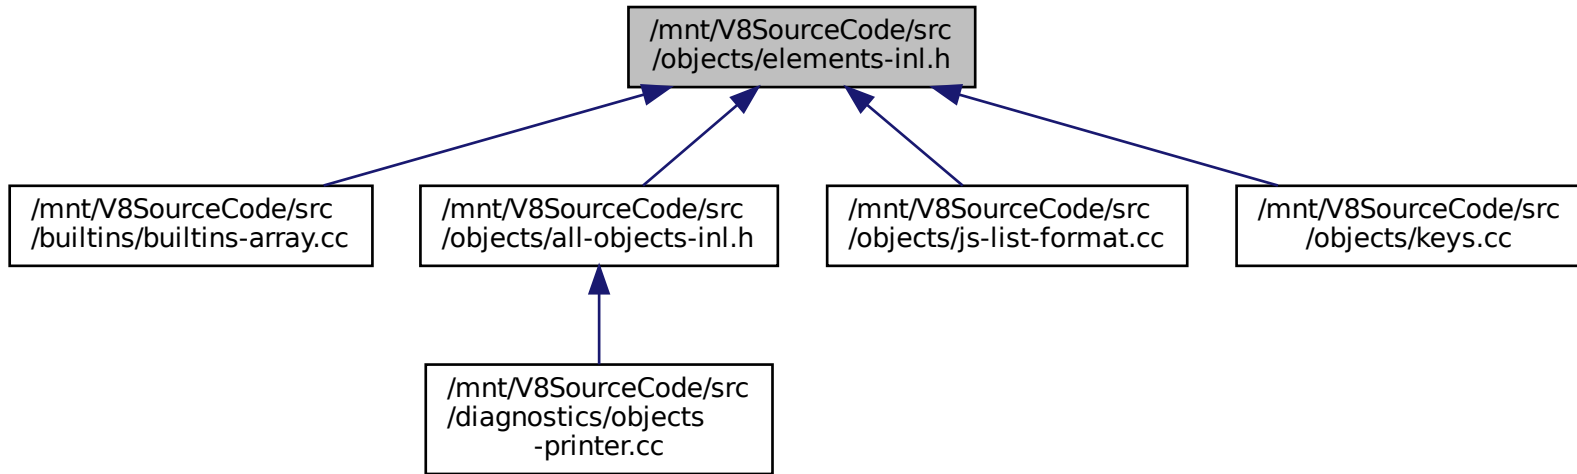 /mnt/V8SourceCode/src
/objects/elements-inl.h
/mnt/V8SourceCode/src
/builtins/builtins-array.cc
/mnt/V8SourceCode/src
/objects/all-objects-inl.h
/mnt/V8SourceCode/src
/objects/js-list-format.cc
/mnt/V8SourceCode/src
/objects/keys.cc
/mnt/V8SourceCode/src
/diagnostics/objects
-printer.cc